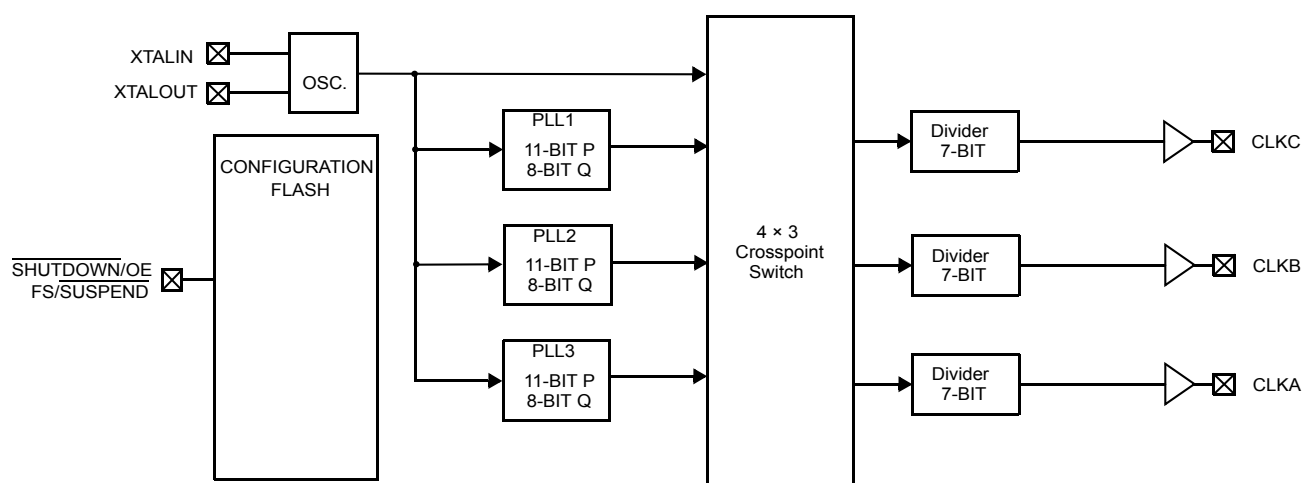 XTALIN
XTALOUT
OSC.
CONFIGURATION
FLASH
SHUTDOWN/OE
FS/SUSPEND
PLL1
11-BIT P
8-BIT Q
PLL2
11-BIT P
8-BIT Q
PLL3
11-BIT P
8-BIT Q
4 × 3
Crosspoint
Switch
Divider
7-BIT
CLKC
Divider
7-BIT
CLKB
Divider
7-BIT
CLKA